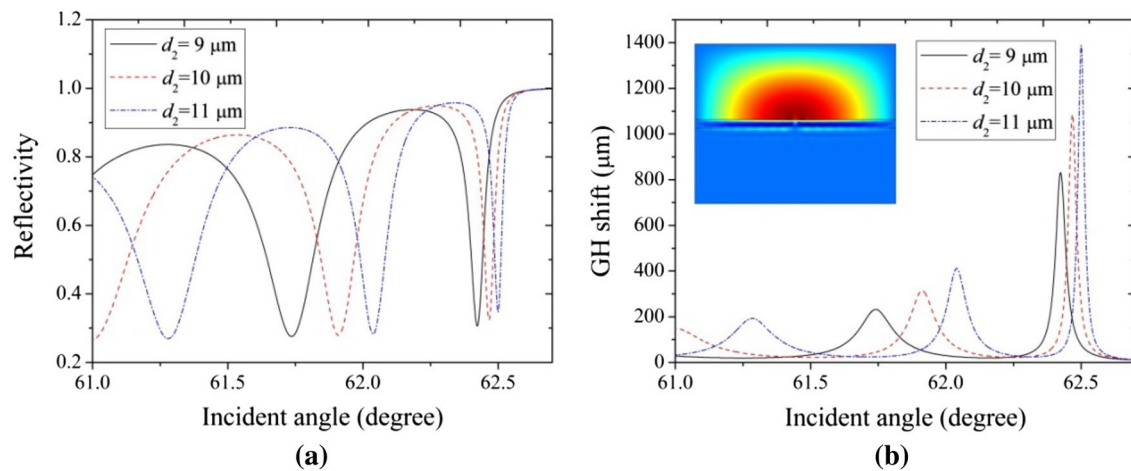 1.2
1.0
0.8
0.6
0.4
0.2
Reflectivity
d₂= 9 μm
d₂=10 μm
d₂=11 μm
61.0 61.5 62.0 62.5
Incident angle (degree)
(a)
1400
1200
1000
800
600
400
200
0
GH shift (μm)
d₂= 9 μm
d₂=10 μm
d₂=11 μm
61.0 61.5 62.0 62.5
Incident angle (degree)
(b)